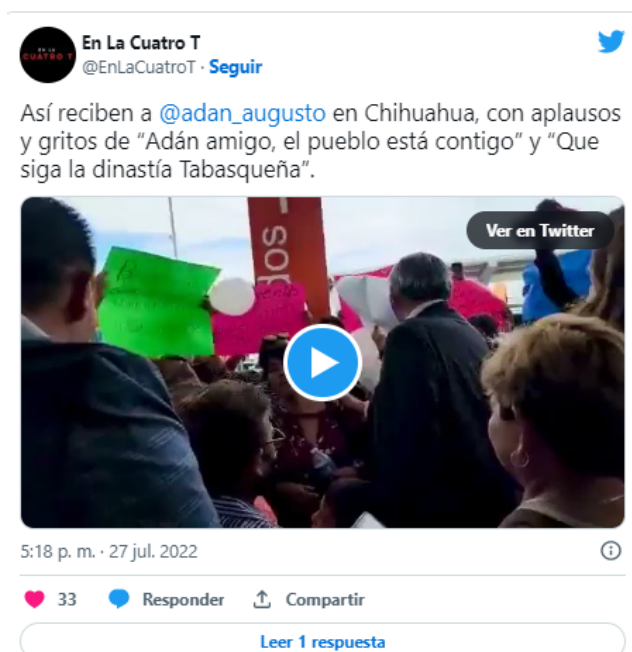 En La Cuatro T
@EnLaCuatroT · Seguir
Así reciben a @adan_augusto en Chihuahua, con aplausos
y gritos de “Adán amigo, el pueblo está contigo” y “Que
siga la dinastía Tabasqueña”.
Ver en Twitter
5:18 p. m. · 27 jul. 2022
33 Responder Compartir
Leer 1 respuesta